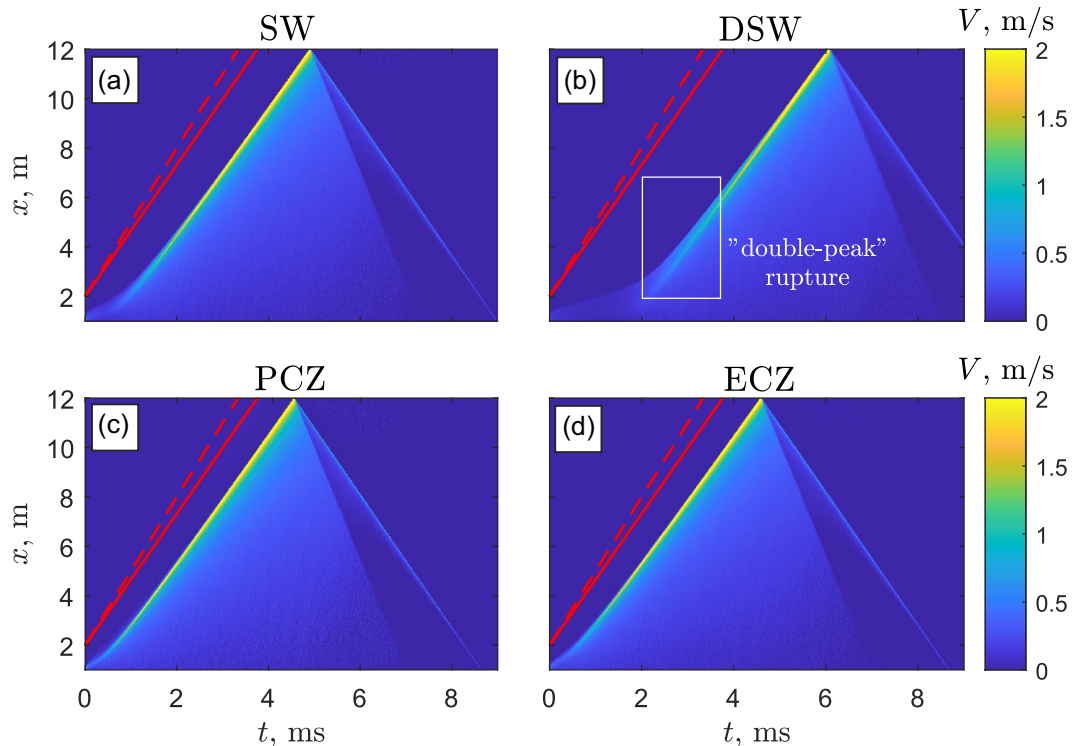 SW
DSW
V, m/s
(a)
(b)
12
10
8
6
4
2
x, m
”double-peak”
rupture
2
1.5
1
0.5
0
PCZ
ECZ
V, m/s
(c)
(d)
12
10
8
6
4
2
x, m
2
1.5
1
0.5
0
0 2 4 6 8
0 2 4 6 8
t, ms
t, ms